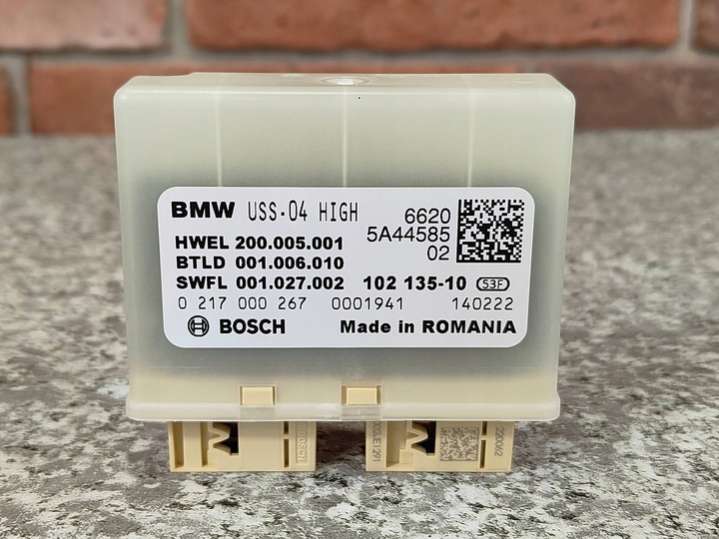 BMW USS-04 HIGH
6620
5A44585
02
HWEL 200.005.001
BTLD 001.006.010
SWFL 001.027.002 102 135-10 S3F
0 217 000 267 0001941 140222
BOSCH Made in ROMANIA
2200M2